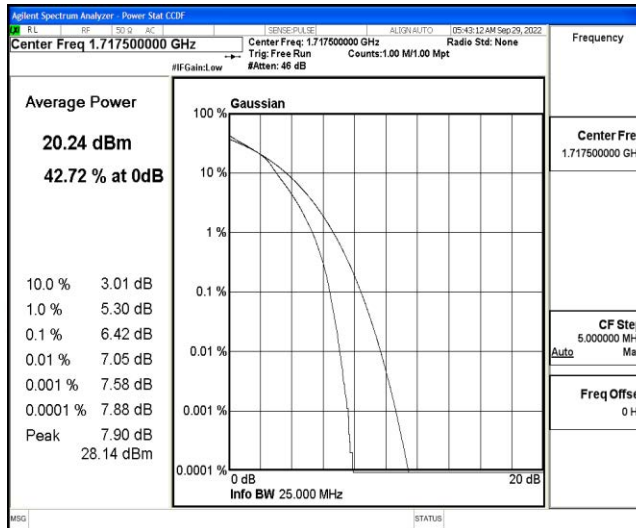 Agilent Spectrum Analyzer - Power Stat CCDF
RL RF 50 Ω AC SENSE:PULSE ALIGN AUTO 05:43:12 AM Sep 29, 2022
Center Freq 1.717500000 GHz
Center Freq: 1.717500000 GHz Radio Std: None
Trig: Free Run Counts:1.00 M/1.00 Mpt
#IFGain:Low #Atten: 46 dB
Average Power
20.24 dBm
42.72 % at 0dB
10.0 % 3.01 dB
1.0 % 5.30 dB
0.1 % 6.42 dB
0.01 % 7.05 dB
0.001 % 7.58 dB
0.0001 % 7.88 dB
Peak 7.90 dB
28.14 dBm
Gaussian
100 %
10 %
1 %
0.1 %
0.01 %
0.001 %
0.0001 %
0 dB 20 dB
Info BW 25.000 MHz
Frequency
Center Fre
1.717500000 GH
CF Ste
5.000000 MH
Auto Ma
Freq Offse
0 H
MSG STATUS